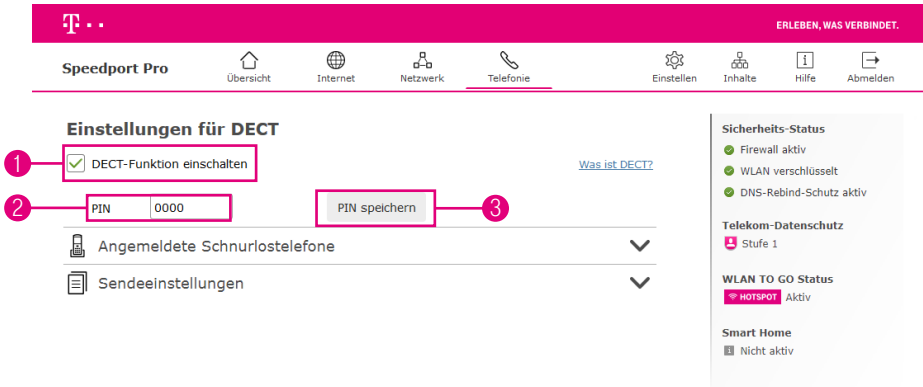 T
ERLEBEN, WAS VERBINDET.
Speedport Pro
Übersicht
Internet
Netzwerk
Telefonie
Einstellen
Inhalte
Hilfe
Abmelden
Einstellungen für DECT
1
DECT-Funktion einschalten
Was ist DECT?
2
PIN
0000
PIN speichern
3
Angemeldete Schnurlostelefone
Sendeeinstellungen
Sicherheits-Status
Firewall aktiv
WLAN verschlüsselt
DNS-Rebind-Schutz aktiv
Telekom-Datenschutz
Stufe 1
WLAN TO GO Status
HOTSPOT Aktiv
Smart Home
Nicht aktiv